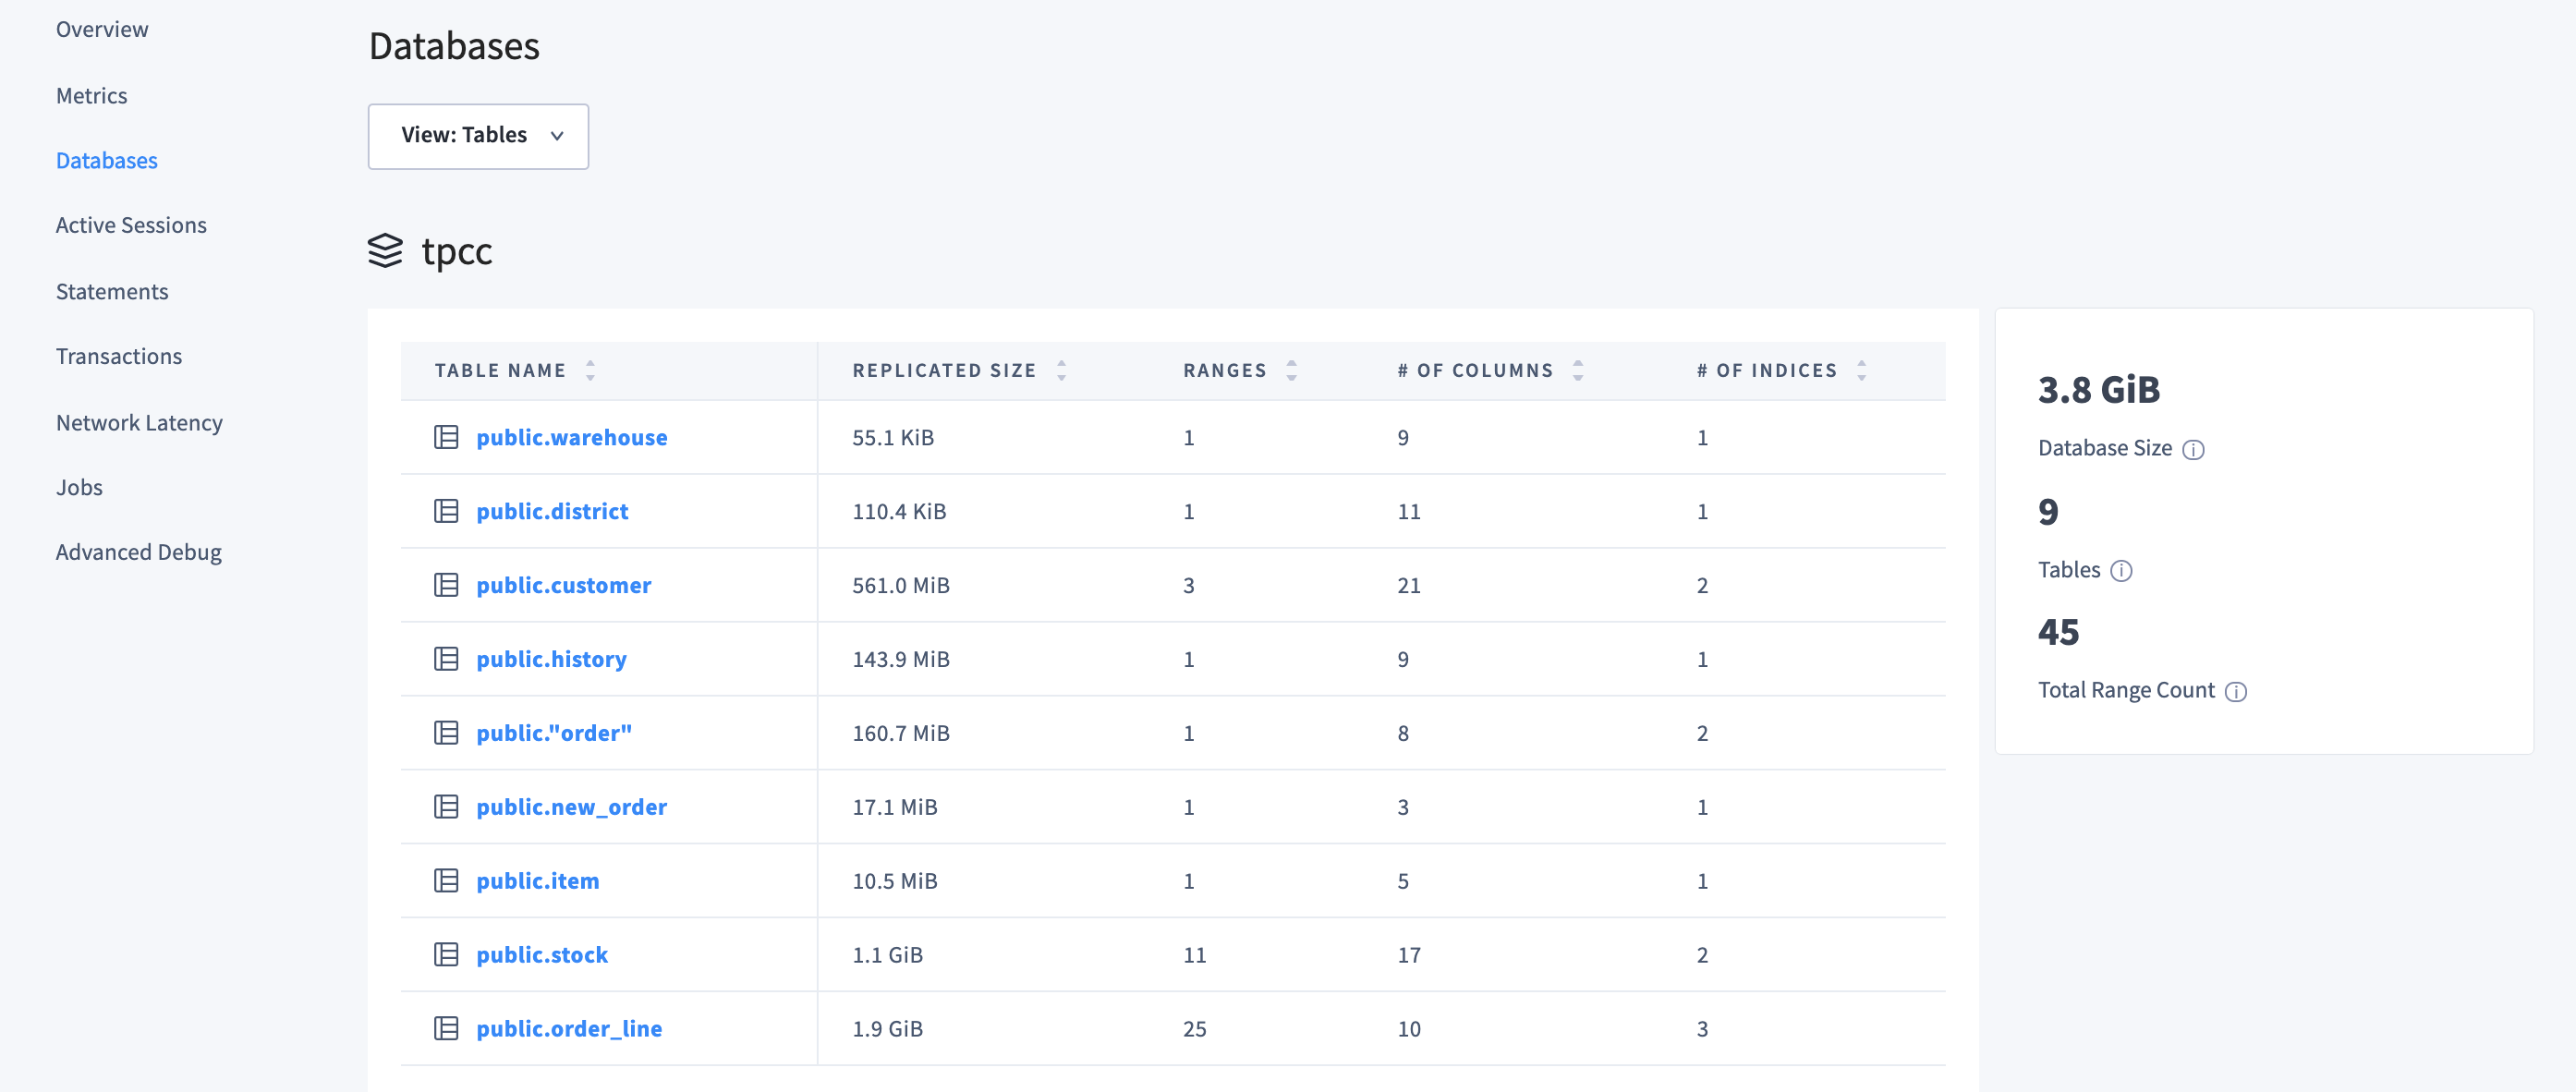 Overview
Metrics
Databases
Active Sessions
Statements
Transactions
Network Latency
Jobs
Advanced Debug
Databases
View: Tables
tpcc
TABLE NAME REPLICATED SIZE RANGES # OF COLUMNS # OF INDICES
public.warehouse 55.1 KiB 1 9 1
public.district 110.4 KiB 1 11 1
public.customer 561.0 MiB 3 21 2
public.history 143.9 MiB 1 9 1
public."order" 160.7 MiB 1 8 2
public.new_order 17.1 MiB 1 3 1
public.item 10.5 MiB 1 5 1
public.stock 1.1 GiB 11 17 2
public.order_line 1.9 GiB 25 10 3
3.8 GiB
Database Size
9
Tables
45
Total Range Count